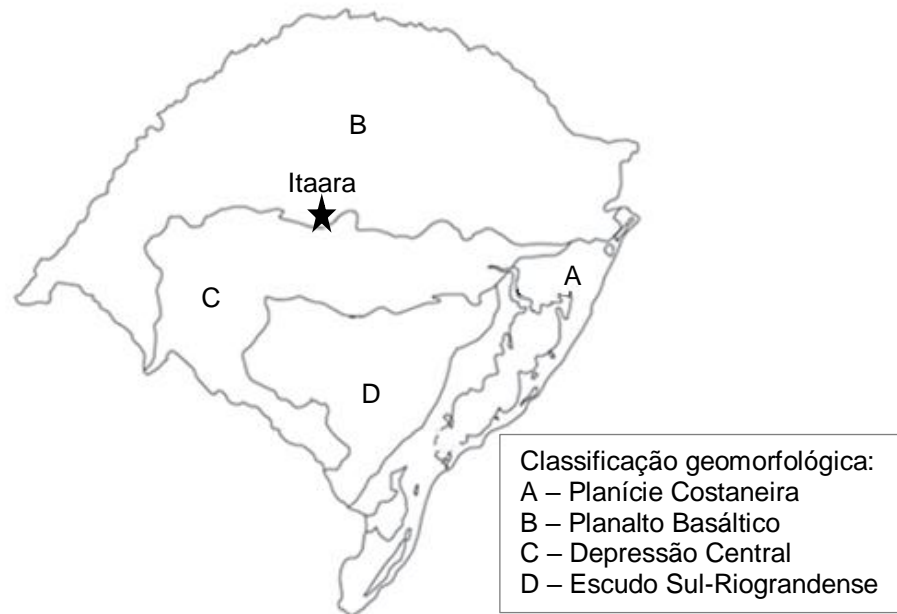 B
Itaara
A
C
D
Classificação geomorfológica:
A – Planície Costaneira
B – Planalto Basáltico
C – Depressão Central
D – Escudo Sul-Riograndense